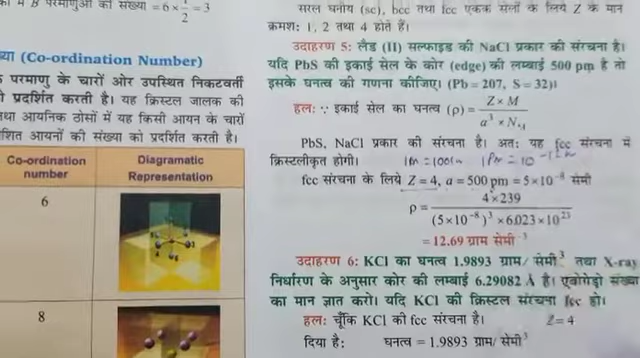 परमाणुओं की संख्या = 6 × 1/2 = 3
(Co-ordination Number)
परमाणु के चारों ओर उपस्थित निकटवर्ती
प्रदर्शित करती है। यह क्रिस्टल जालक की
तथा आयनिक ठोसों में यह किसी आयन के चारों
आयनों की संख्या को प्रदर्शित करती है।
Co-ordination number
Diagramatic Representation
6
8
सरल घनीय (sc), bcc तथा fcc एकक सेलों के लिये Z के मान
क्रमश: 1, 2 तथा 4 होते हैं।
उदाहरण 5: लैड (II) सल्फाइड की NaCl प्रकार की संरचना है।
यदि PbS की इकाई सेल के कोर (edge) की लम्बाई 500 pm है तो
इसके घनत्व की गणना कीजिए। (Pb = 207, S = 32)।
हल: ∵ इकाई सेल का घनत्व (ρ) = Z × M / a³ × N_A
PbS, NaCl प्रकार की संरचना है। अत: यह fcc संरचना में
क्रिस्टलीकृत होगी।
fcc संरचना के लिये Z = 4, a = 500 pm = 5×10⁻⁸ सेमी
ρ = 4×239 / (5×10⁻⁸)³ × 6.023×10²³
= 12.69 ग्राम सेमी⁻³
उदाहरण 6: KCl का घनत्व 1.9893 ग्राम/ सेमी³ तथा X-ray
निर्धारण के अनुसार कोर की लम्बाई 6.29082 Å है। एवोगेड्रो संख्या
का मान ज्ञात करो। यदि KCl की क्रिस्टल संरचना fcc हो।
हल: चूँकि KCl की fcc संरचना है। Z=4
दिया है: घनत्व = 1.9893 ग्राम/ सेमी³